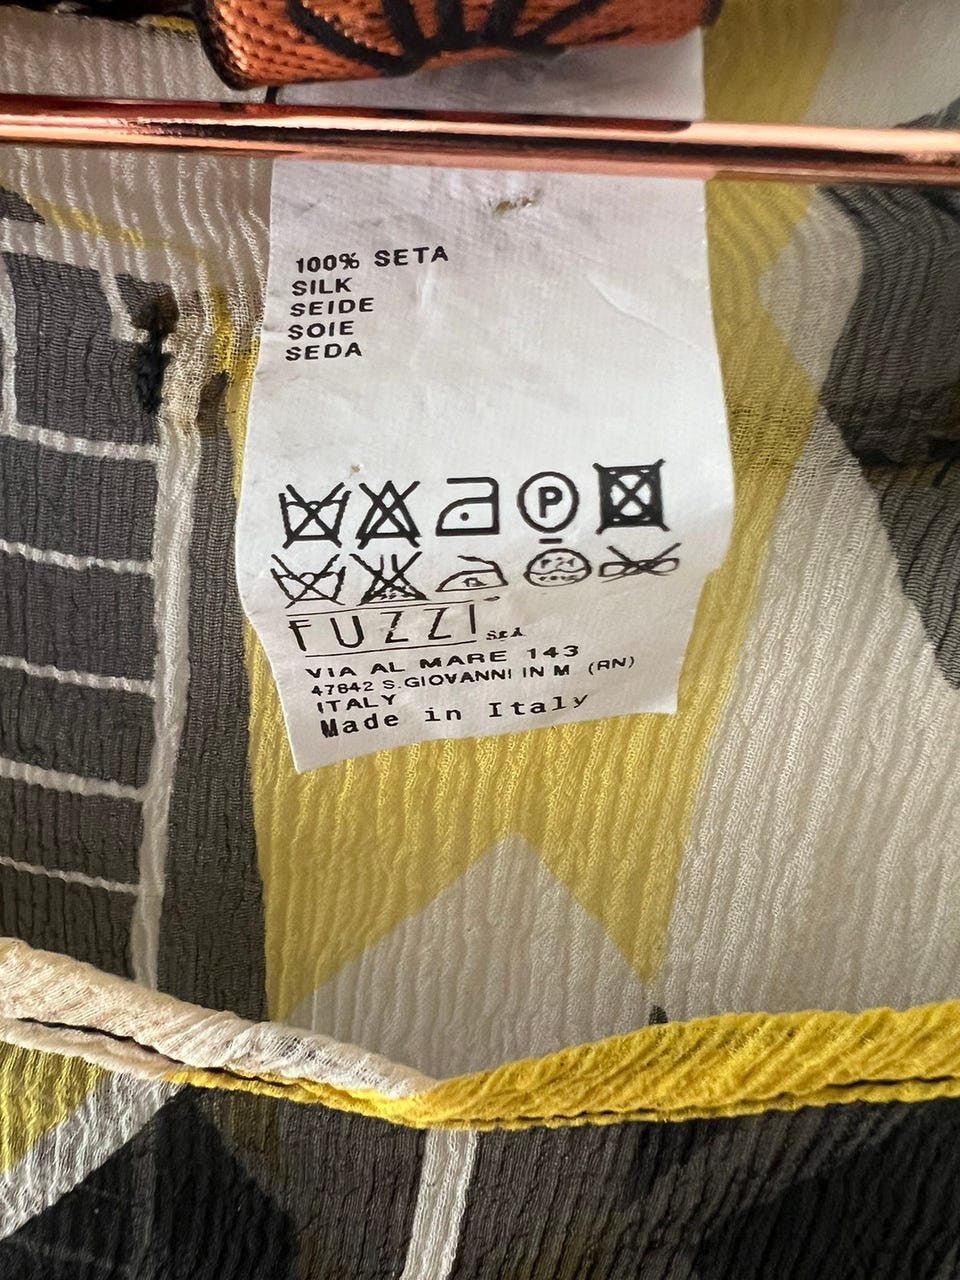 100% SETA
SILK
SEIDE
SOIE
SEDA
P
FUZZI
VIA AL MARE 143
47842 S.GIOVANNI IN M (RN)
ITALY
Made in Italy